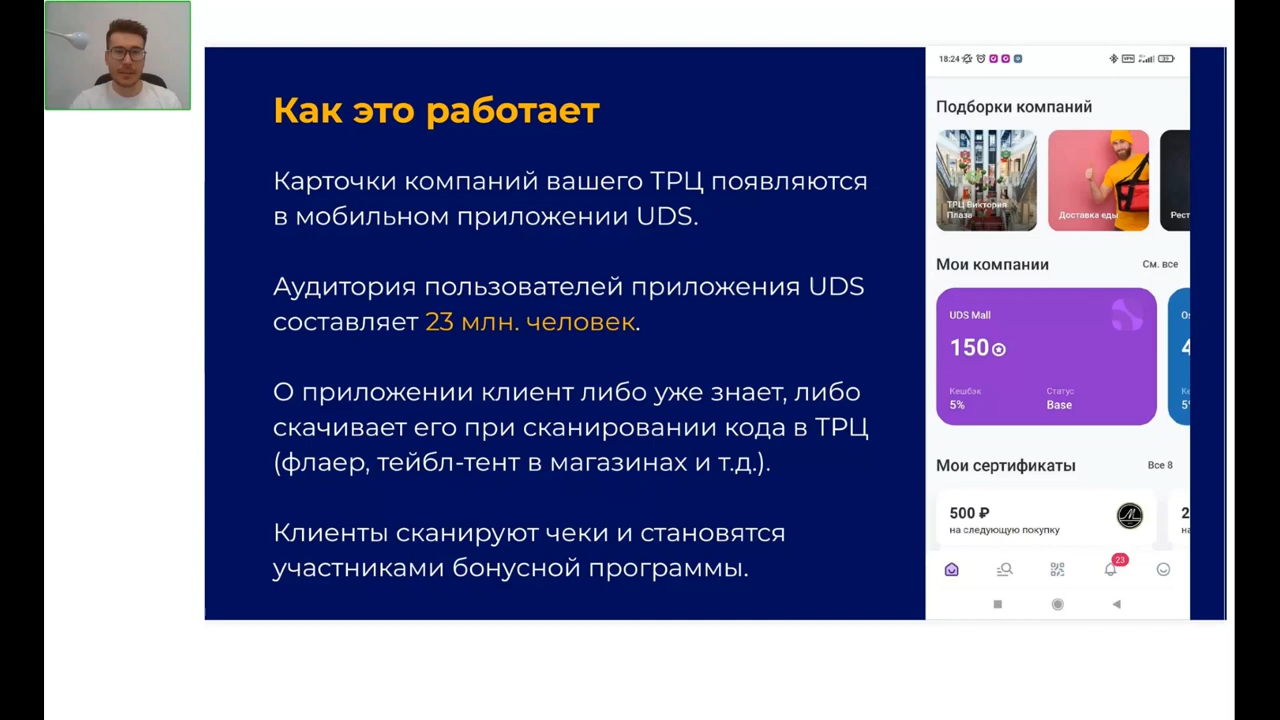 Как это работает
Карточки компаний вашего ТРЦ появляются
в мобильном приложении UDS.
Аудитория пользователей приложения UDS
составляет 23 млн. человек.
О приложении клиент либо уже знает, либо
скачивает его при сканировании кода в ТРЦ
(флаер, тейбл-тент в магазинах и т.д.).
Клиенты сканируют чеки и становятся
участниками бонусной программы.
18:24
Подборки компаний
ТРЦ Виктория
Плаза
Доставка еды
Рест
Мои компании
См. все
UDS Mall
150
Кешбэк
Статус
5%
Base
Мои сертификаты
Все 8
500 ₽
на следующую покупку
23